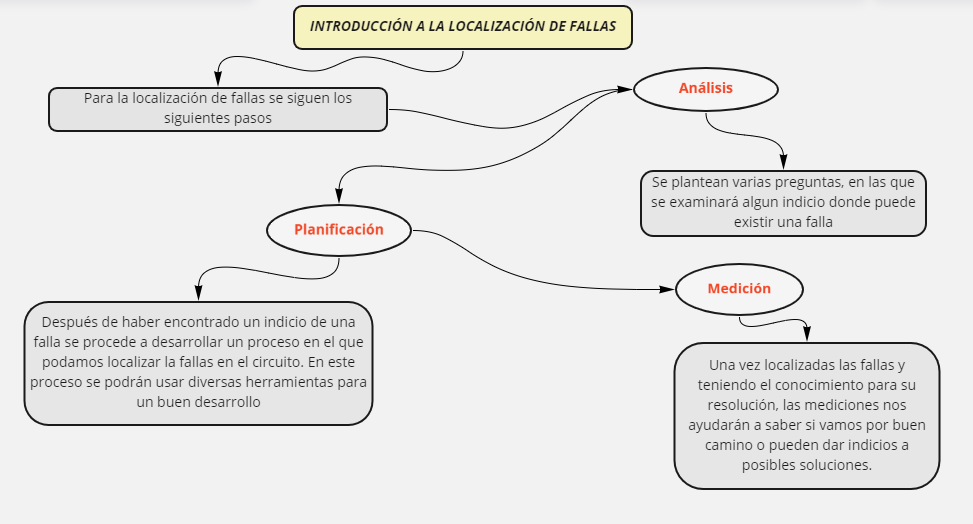 INTRODUCCIÓN A LA LOCALIZACIÓN DE FALLAS
Para la localización de fallas se siguen los
siguientes pasos
Análisis
Se plantean varias preguntas, en las que
se examinará algun indicio donde puede
existir una falla
Planificación
Después de haber encontrado un indicio de una
falla se procede a desarrollar un proceso en el que
podamos localizar la fallas en el circuito. En este
proceso se podrán usar diversas herramientas para
un buen desarrollo
Medición
Una vez localizadas las fallas y
teniendo el conocimiento para su
resolución, las mediciones nos
ayudarán a saber si vamos por buen
camino o pueden dar indicios a
posibles soluciones.